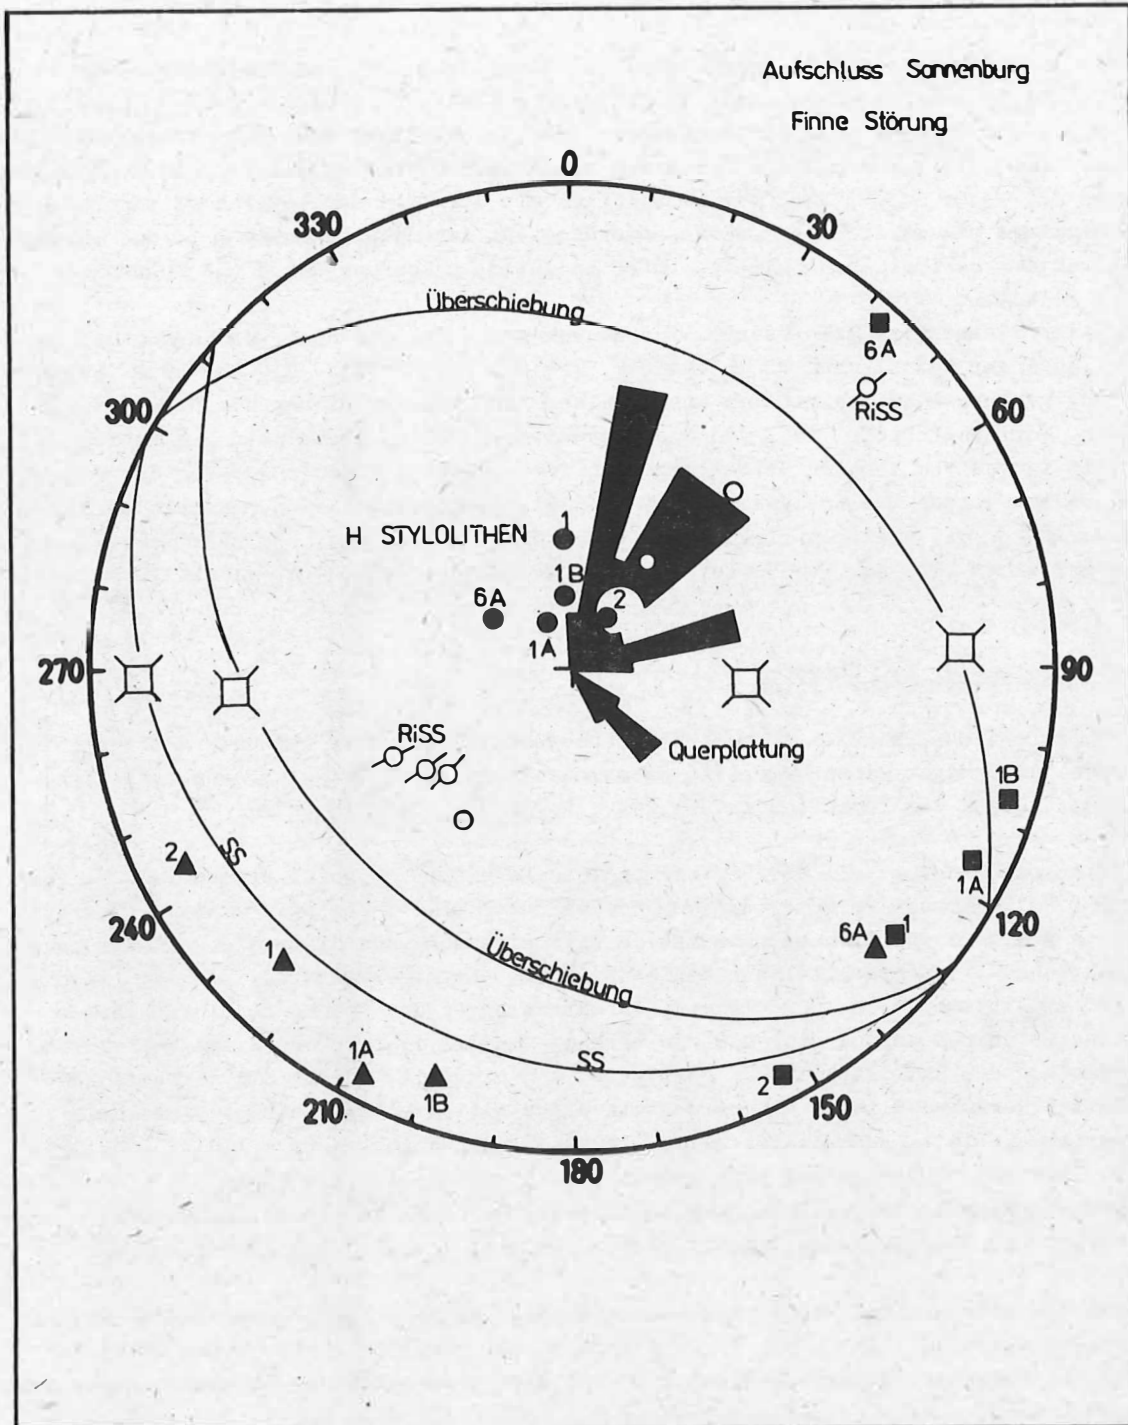 Aufschluss Sonnenburg
Finne Störung
0
330
30
Überschiebung
6A
RiSS
300
60
1
H STYLOLITHEN
1B
6A
2
1A
270
90
RiSS
Querplattung
1B
SS
2
1A
240
120
6A
1
1
Überschiebung
1A
SS
1B
2
210
150
180